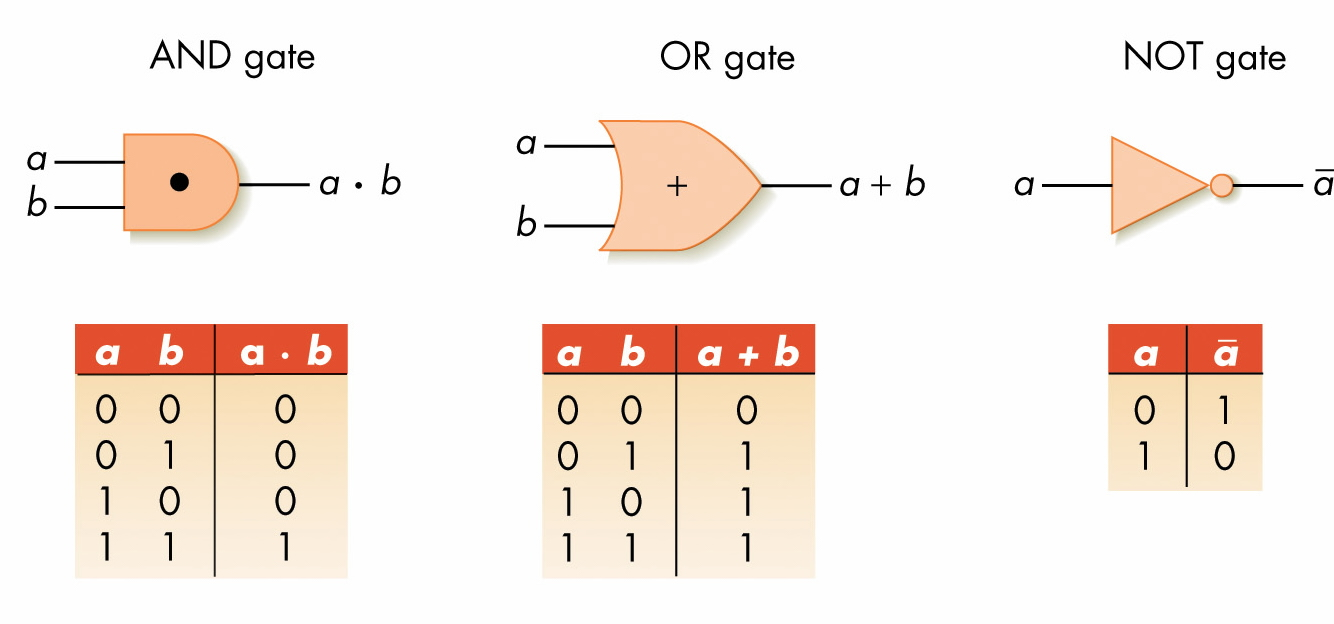 AND gate
a
b
a · b
a b a · b
0 0 0
0 1 0
1 0 0
1 1 1
OR gate
+
a
b
a + b
a b a + b
0 0 0
0 1 1
1 0 1
1 1 1
NOT gate
a
a̅
a a̅
0 1
1 0